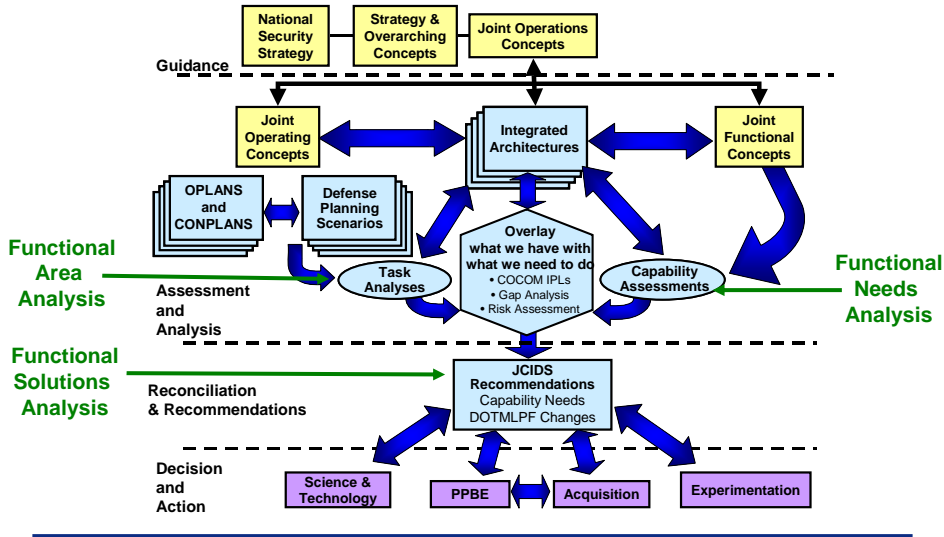 National
Security
Strategy
Strategy &
Overarching
Concepts
Joint Operations
Concepts
Guidance
Joint
Operating
Concepts
Integrated
Architectures
Joint
Functional
Concepts
OPLANS
and
CONPLANS
Defense
Planning
Scenarios
Overlay
what we have with
what we need to do
• COCOM IPLs
• Gap Analysis
• Risk Assessment
Functional
Area
Analysis
Task
Analyses
Capability
Assessments
Functional
Needs
Analysis
Assessment
and
Analysis
Functional
Solutions
Analysis
JCIDS
Recommendations
Capability Needs
DOTMLPF Changes
Reconciliation
& Recommendations
Decision
and
Action
Science &
Technology
PPBE
Acquisition
Experimentation